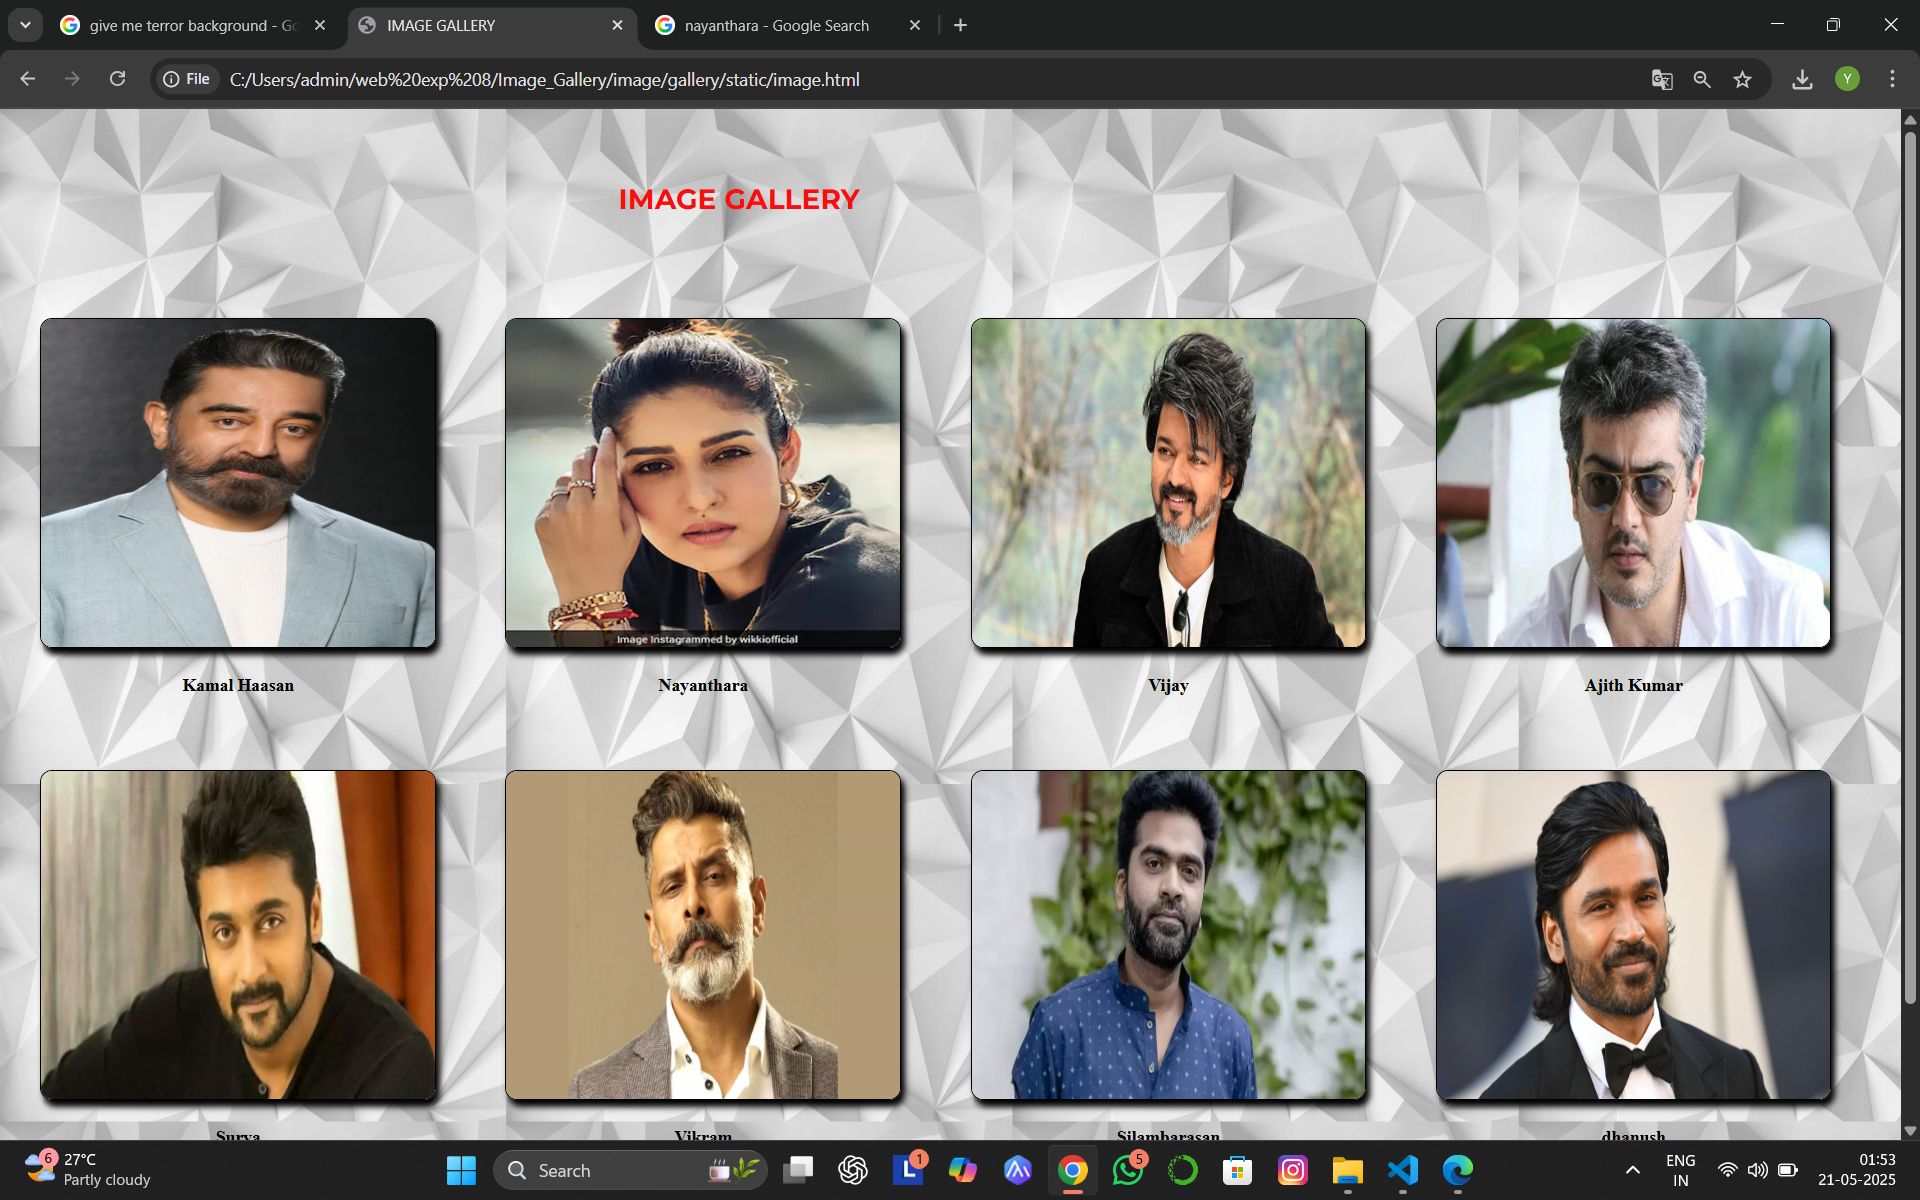 give me terror background - Go
IMAGE GALLERY
nayanthara - Google Search
File
C:/Users/admin/web%20exp%208/Image_Gallery/image/gallery/static/image.html
Y
IMAGE GALLERY
Image Instagrammed by wikkiofficial
Kamal Haasan
Nayanthara
Vijay
Ajith Kumar
Surya
Vikram
Silambarasan
dhanush
6
27°C
Partly cloudy
Search
L
1
5
ENG
IN
01:53
21-05-2025